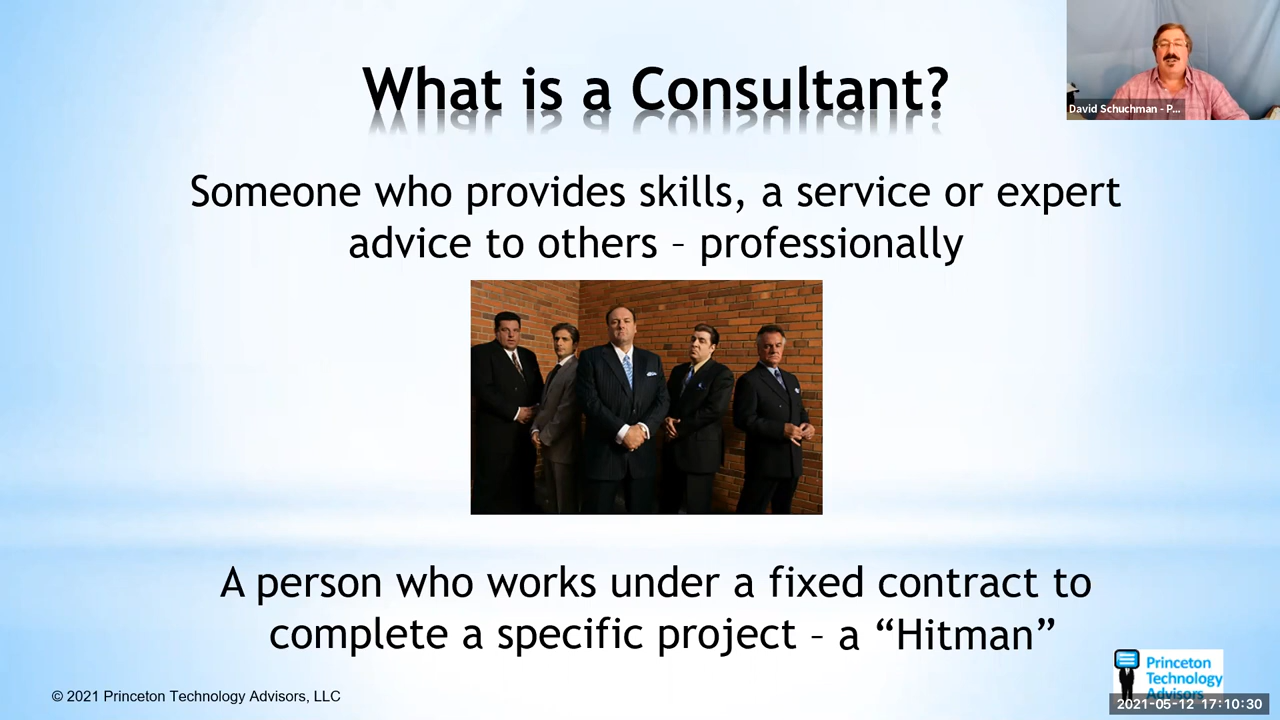 What is a Consultant?
David Schuchman - P...
Someone who provides skills, a service or expert
advice to others – professionally
A person who works under a fixed contract to
complete a specific project – a “Hitman”
Princeton
Technology
Advisors
© 2021 Princeton Technology Advisors, LLC
2021-05-12 17:10:30